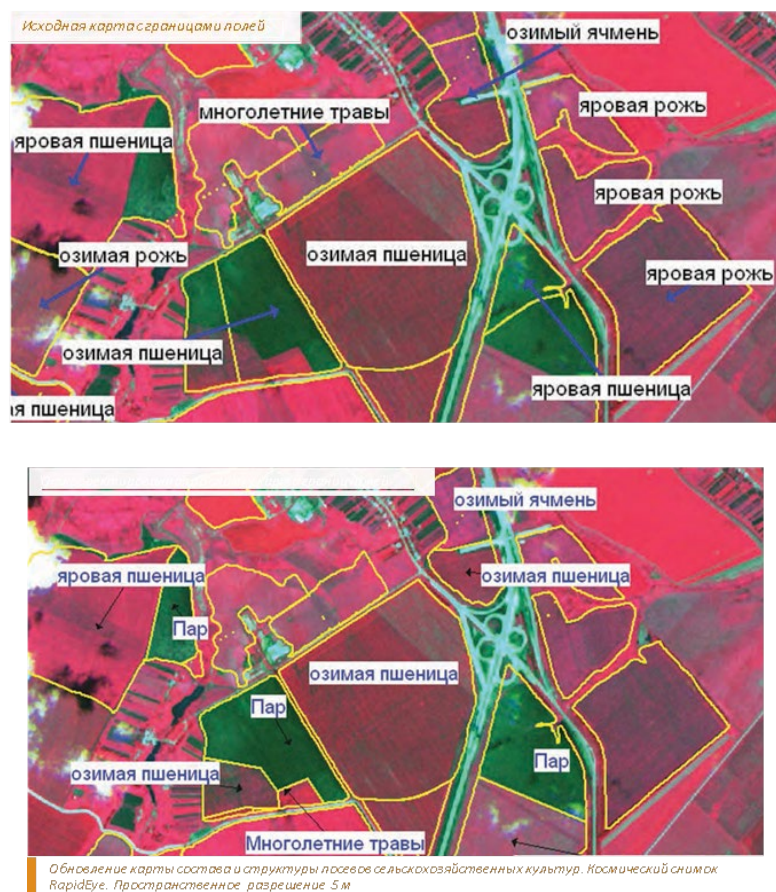 Исходная карта с границами полей
озимый ячмень
многолетние травы
яровая рожь
яровая пшеница
яровая рожь
озимая рожь
озимая пшеница
яровая рожь
озимая пшеница
яровая пшеница
ая пшеница
озимый ячмень
яровая пшеница
озимая пшеница
Пар
озимая пшеница
Пар
Пар
озимая пшеница
Многолетние травы
Обновление карты состава и структуры посевов сельскохозяйственных культур. Космический снимок
RapidEye. Пространственное разрешение 5 м